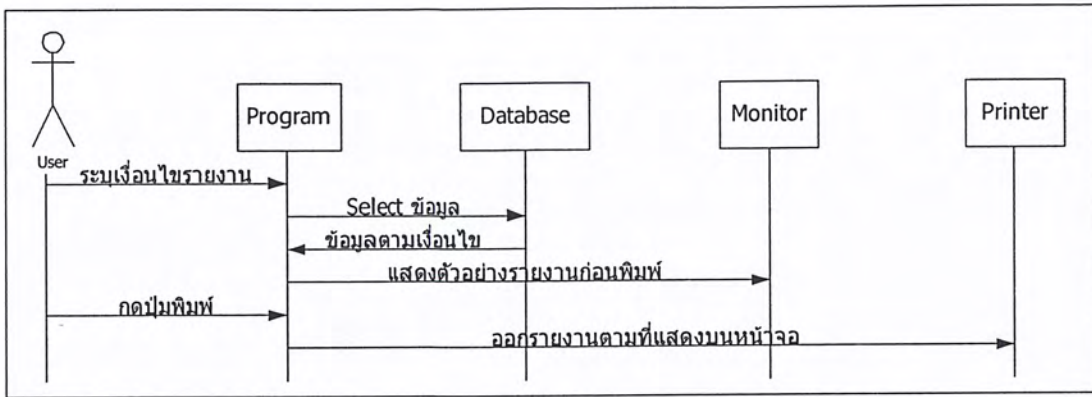 Program
Database
Monitor
Printer
User
ระบุเงื่อนไขรายงาน
Select ข้อมูล
ข้อมูลตามเงื่อนไข
แสดงตัวอย่างรายงานก่อนพิมพ์
กดปุ่มพิมพ์
ออกรายงานตามที่แสดงบนหน้าจอ